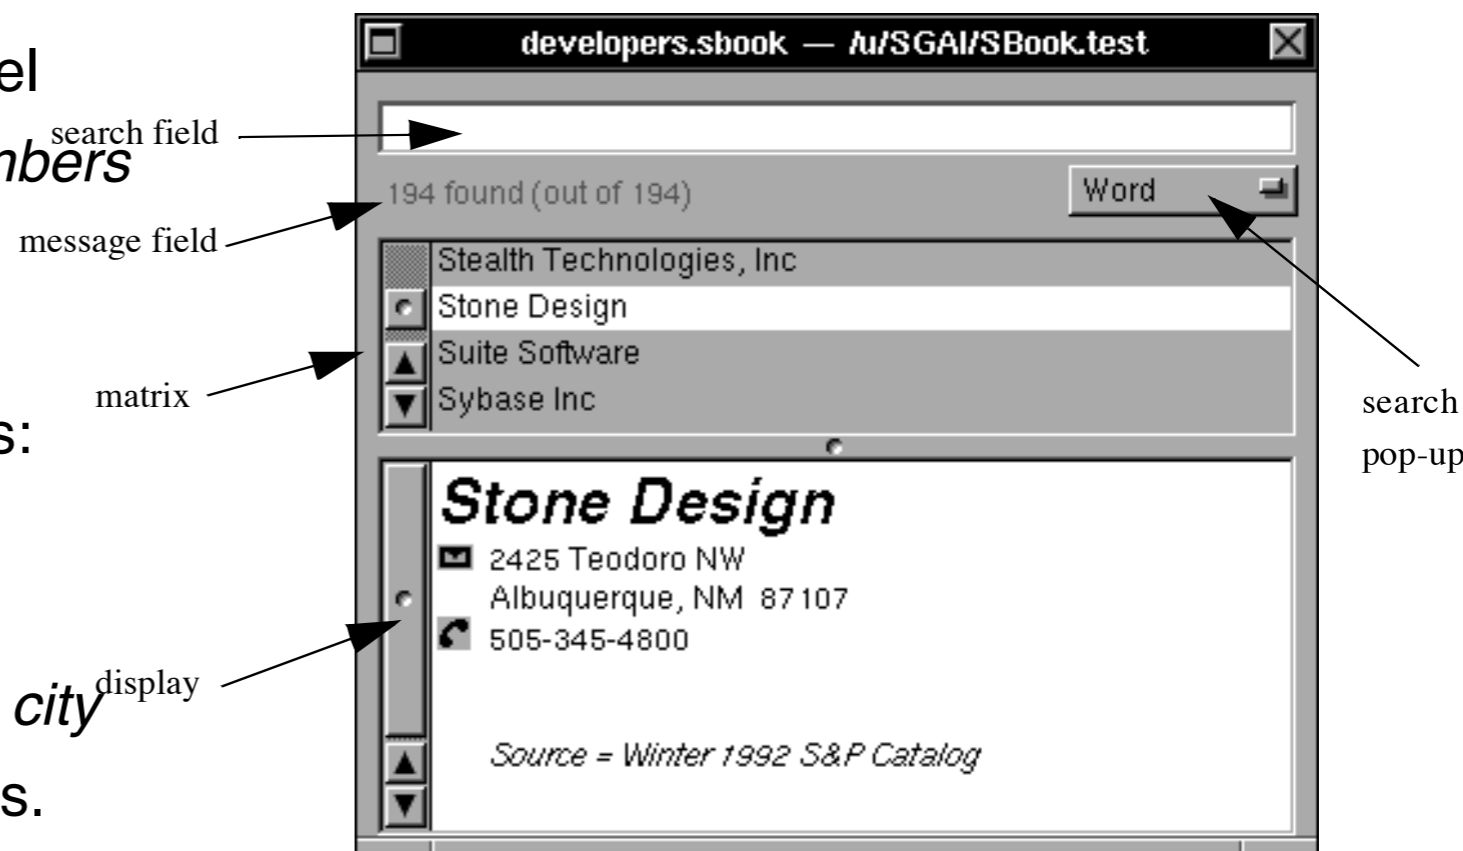 developers.sbook — /u/SGAI/SBook.test
el
search field
mbers
194 found (out of 194)
Word
message field
Stealth Technologies, Inc
Stone Design
Suite Software
matrix
Sybase Inc
search
pop-up
s:
Stone Design
2425 Teodoro NW
Albuquerque, NM 87107
505-345-4800
display
city
Source = Winter 1992 S&P Catalog
s.